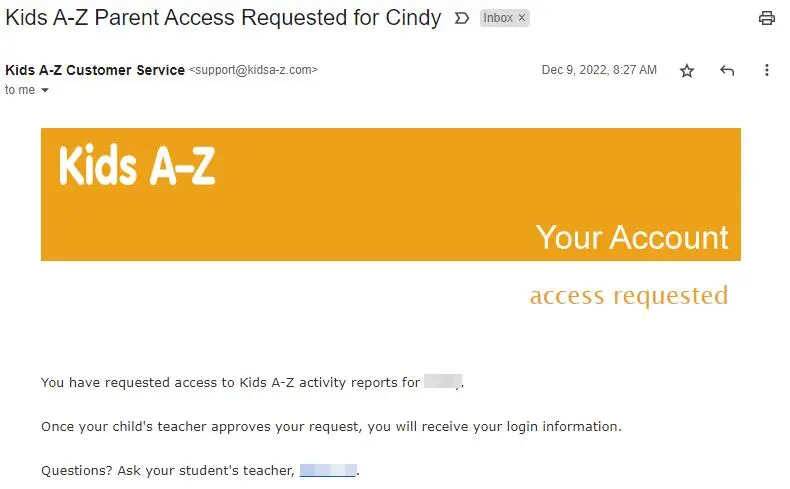 Kids A-Z Parent Access Requested for Cindy Inbox ×
Kids A-Z Customer Service <support@kidsa-z.com> Dec 9, 2022, 8:27 AM
to me
Kids A-Z
Your Account
access requested
You have requested access to Kids A-Z activity reports for .
Once your child's teacher approves your request, you will receive your login information.
Questions? Ask your student's teacher, .